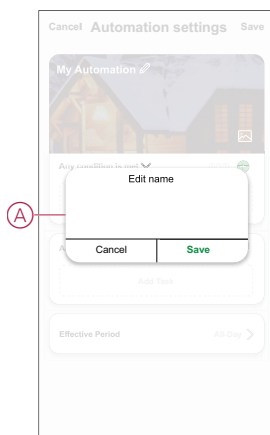 Cancel Automation settings Save
My Automation
Any condition is met
Edit name
A
Cancel Save
A
Add Task
Effective Period All-Day